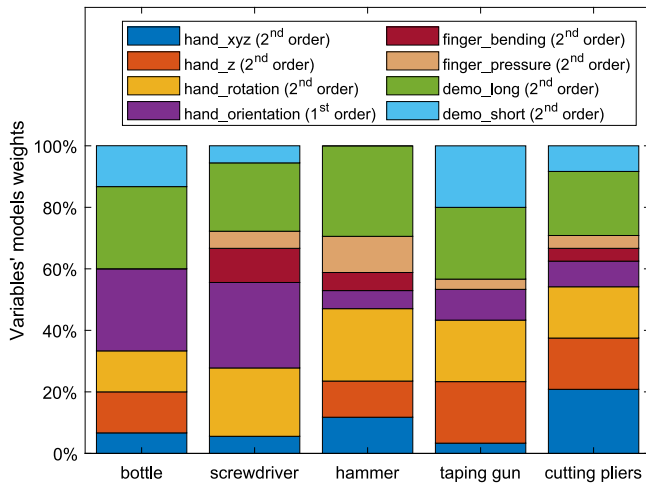 hand_xyz (2nd order)
hand_z (2nd order)
hand_rotation (2nd order)
hand_orientation (1st order)
finger_bending (2nd order)
finger_pressure (2nd order)
demo_long (2nd order)
demo_short (2nd order)
Variables' models weights
100%
80%
60%
40%
20%
0%
bottle
screwdriver
hammer
taping gun
cutting pliers